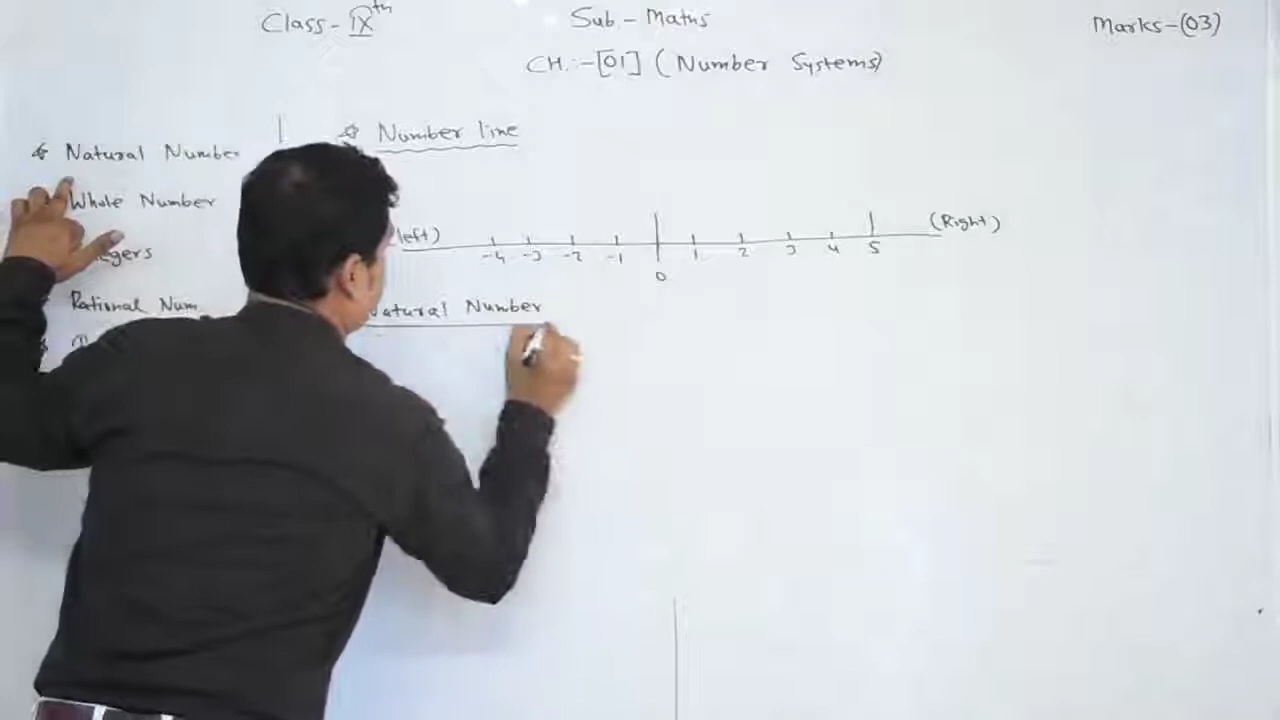 Class - IXth
Sub. - Maths
Marks - (03)
CH. :- [01] (Number Systems)
Natural Number
Whole Number
Rational Num
Number line
(left)
(Right)
-4 -3 -2 -1 0 1 2 3 4 5
Natural Number